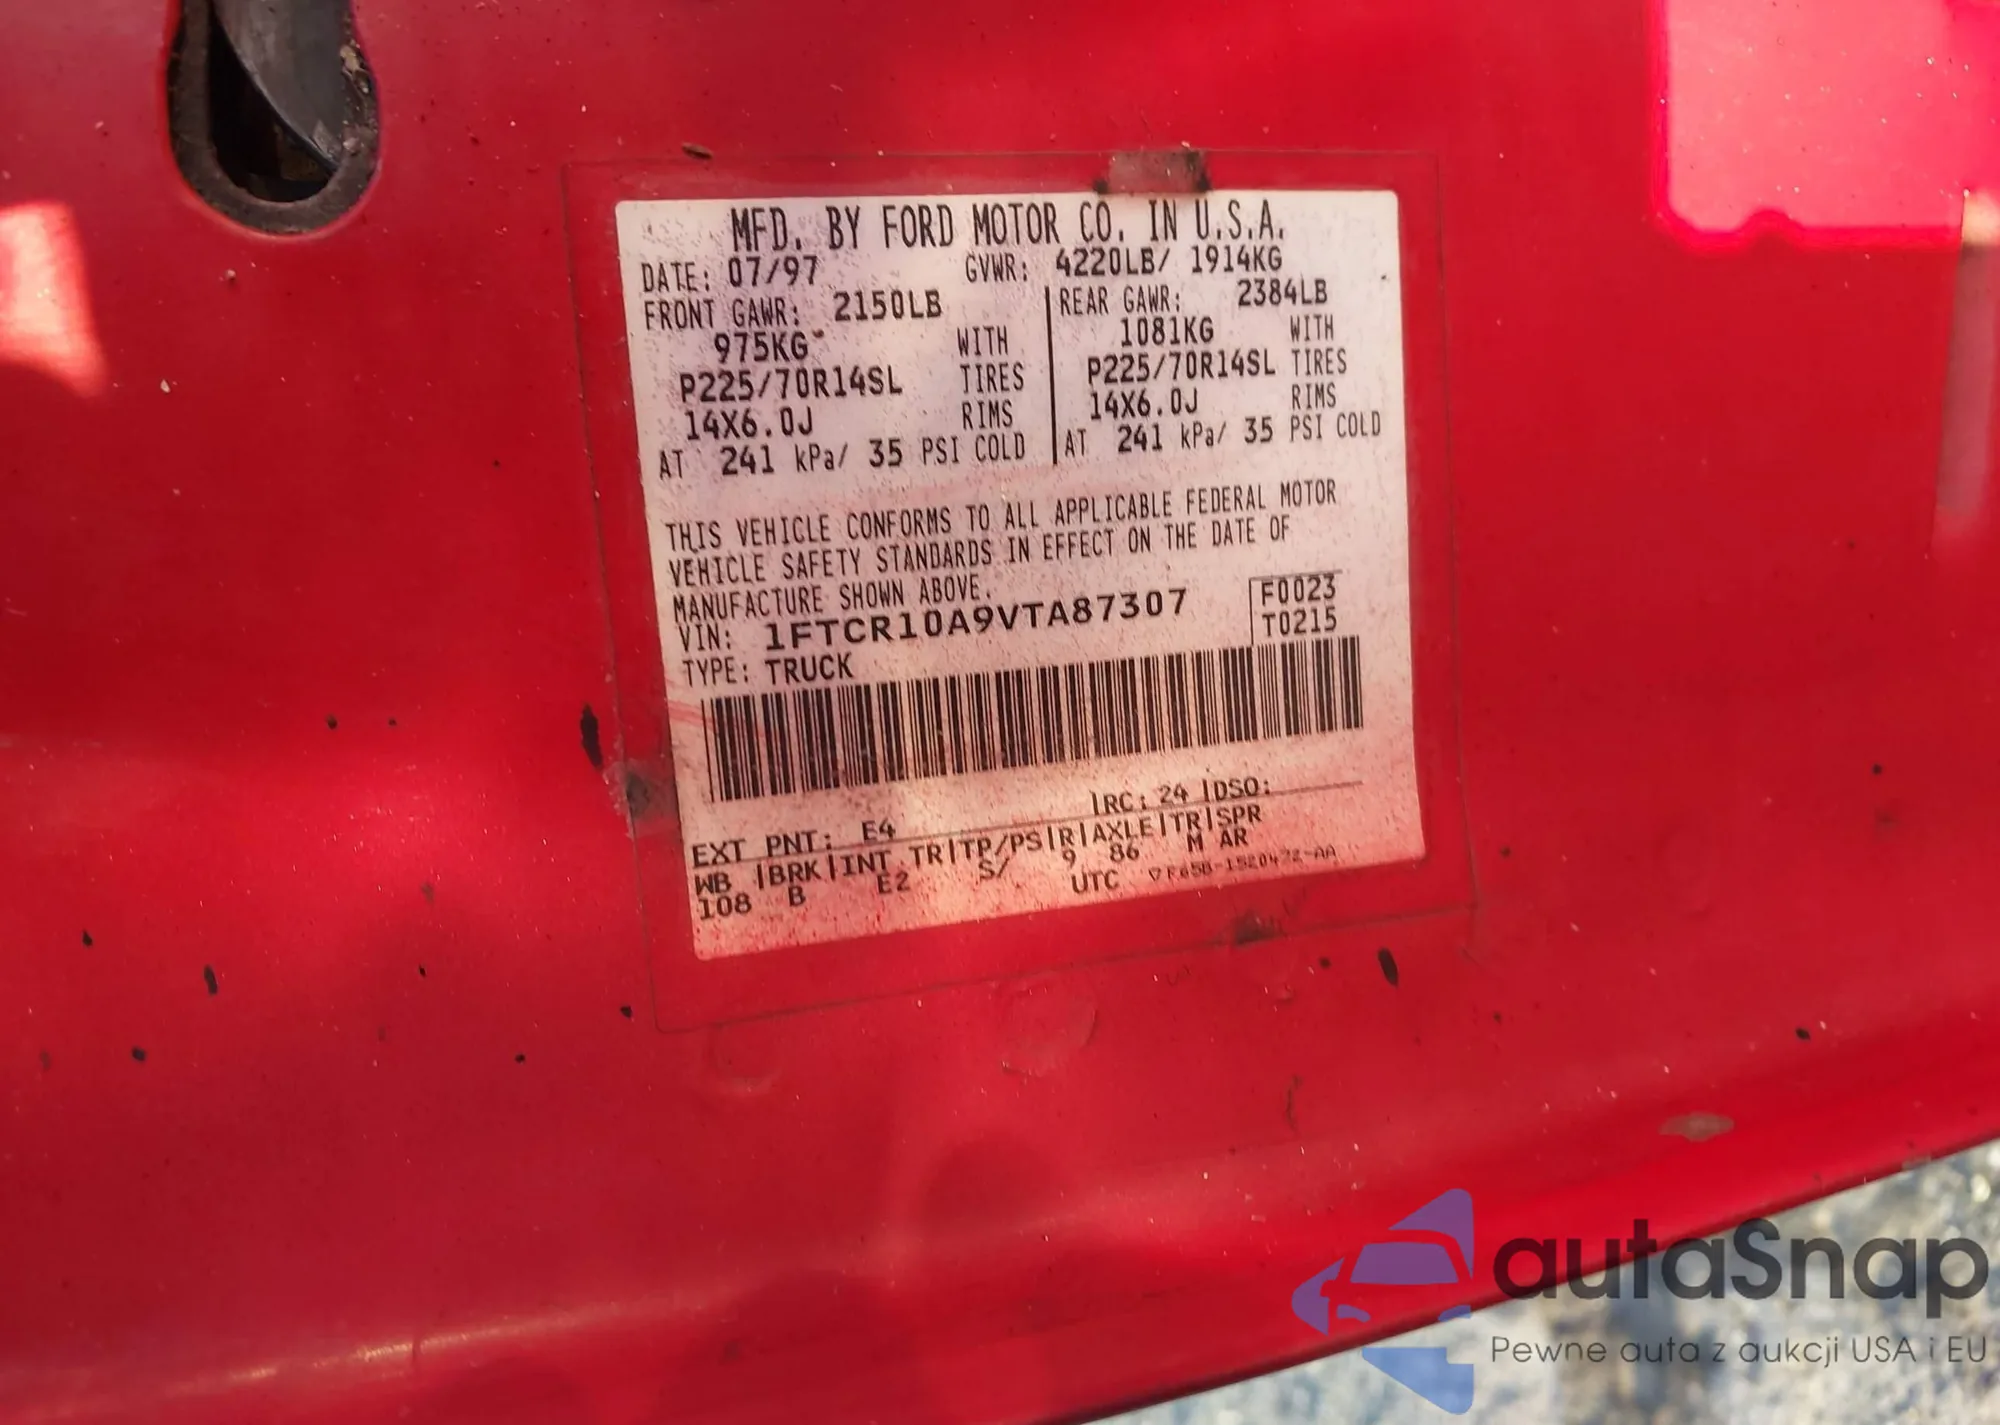 MFD. BY FORD MOTOR CO. IN U.S.A.
DATE: 07/97 GVWR: 4220LB/ 1914KG
FRONT GAWR: 2150LB REAR GAWR: 2384LB
975KG WITH 1081KG WITH
P225/70R14SL TIRES P225/70R14SL TIRES
14X6.0J RIMS 14X6.0J RIMS
AT 241 kPa/ 35 PSI COLD AT 241 kPa/ 35 PSI COLD
THIS VEHICLE CONFORMS TO ALL APPLICABLE FEDERAL MOTOR
VEHICLE SAFETY STANDARDS IN EFFECT ON THE DATE OF
MANUFACTURE SHOWN ABOVE.
VIN: 1FTCR10A9VTA87307 F0023
TYPE: TRUCK T0215
EXT PNT: E4 RC: 24 DSO:
WB BRK INT TR TP/PS R AXLE TR SPR
108 B E2 S/ 9 86 M AR
UTC
autaSnap
Pewne auta z aukcji USA i EU